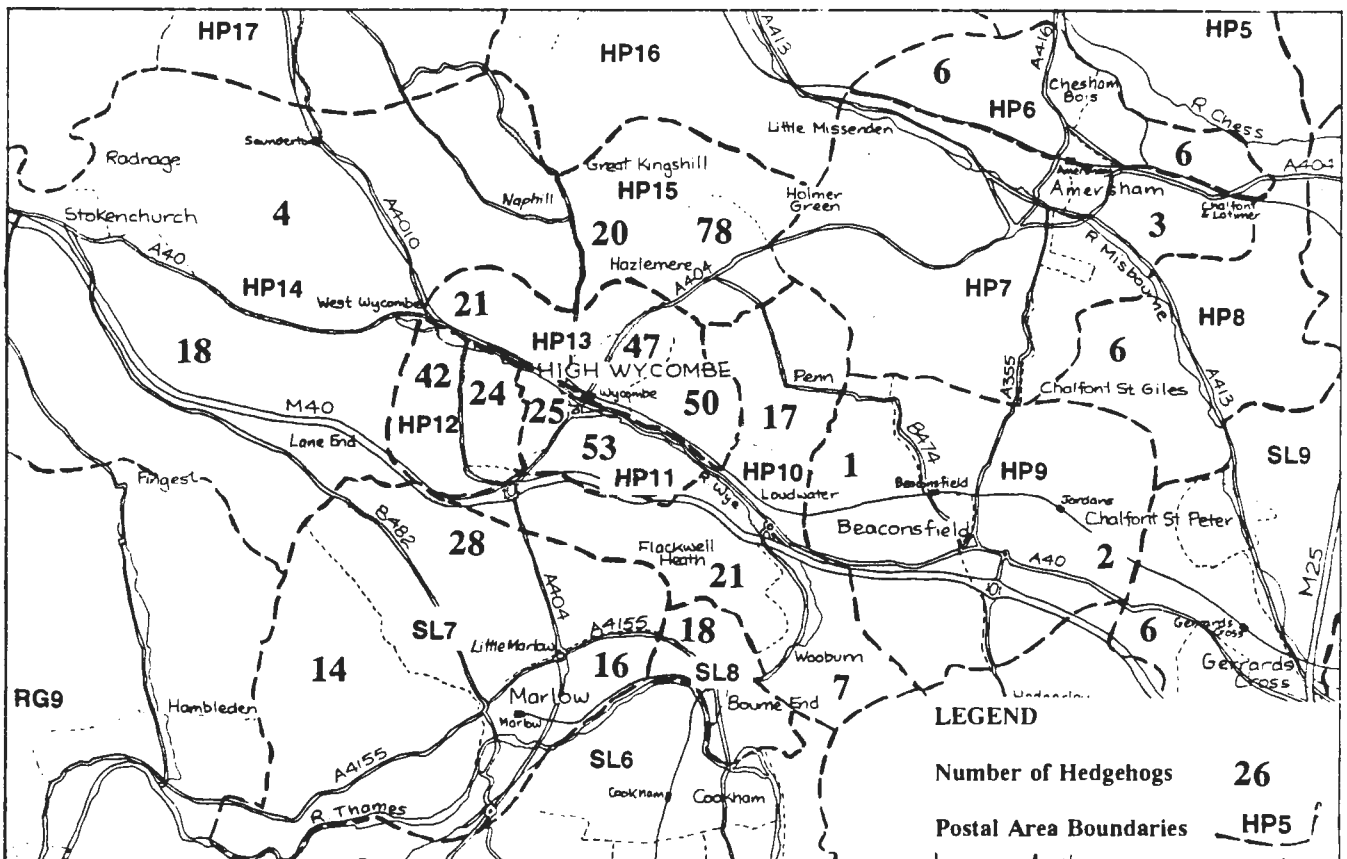 HP17
HP16
A413
A416
HP5
6
Chesham
Bois
HP6
R Chess
Little Missenden
6
A404
Saunderton
Radnage
Great Kingshill
HP15
Amersham
Amersham
Chalfont
& Latimer
Naphill
Holmer
Green
Stokenchurch
4
A4010
20
78
3
R Misbourne
A40
Hazlemere
A404
HP14
West Wycombe
21
HP7
HP8
18
HP13
47
HIGH WYCOMBE
6
42
24
Wycombe
Penn
A355
Chalfont St Giles
A413
M40
25
50
17
HP12
Lane End
53
B474
SL9
HP11
HP10
1
HP9
Fingest
R Wye
Loudwater
Beaconsfield
Jordans
Beaconsfield
Chalfont St Peter
B482
28
Flackwell
Heath
21
A40
2
M25
A404
SL7
A4155
18
6
Gerrards
Cross
Little Marlow
16
Wooburn
Gerrards
Cross
14
SL8
7
RG9
Hambleden
Marlow
Marlow
Bourne End
LEGEND
SL6
A4155
Number of Hedgehogs 26
R Thames
Cookham
Cookham
Postal Area Boundaries HP5